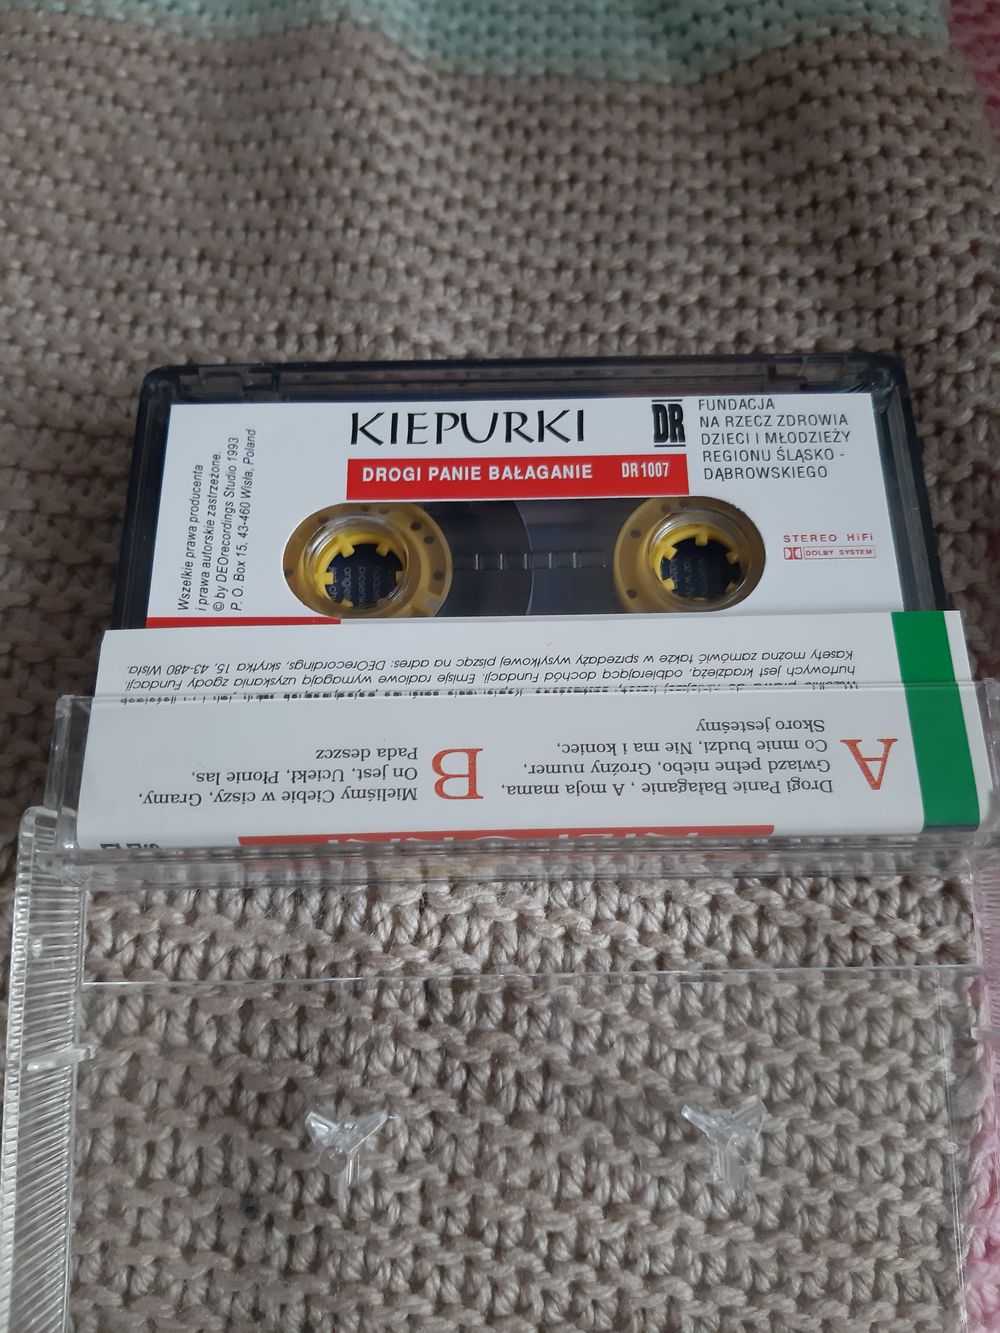 KIEPURKI
DR
DROGI PANIE BAŁAGANIE DR 1007
FUNDACJA
NA RZECZ ZDROWIA
DZIECI I MŁODZIEŻY
REGIONU ŚLĄSKO -
DĄBROWSKIEGO
Wszelkie prawa producenta
i prawa autorskie zastrzeżone.
© by DEOrecordings Studio 1993
P. O. Box 15, 43-460 Wisła, Poland
STEREO HiFi
DOLBY SYSTEM
A
Drogi Panie Bałaganie , A moja mama,
Gwiazd pełne niebo, Groźny numer,
Co mnie budzi, Nie ma i koniec,
Skoro jesteśmy
B
Mieliśmy Ciebie w ciszy, Gramy,
On jest, Uciekł, Płonie las,
Pada deszcz
hurtowych jest kradzieżą, odbierającą dochód Fundacji. Emisje radiowe wymagają uzyskania zgody Fundacji.
Kasety można zamówić także w sprzedaży wysyłkowej pisząc na adres: DEOrecordings, skrytka 15, 43-460 Wisła.